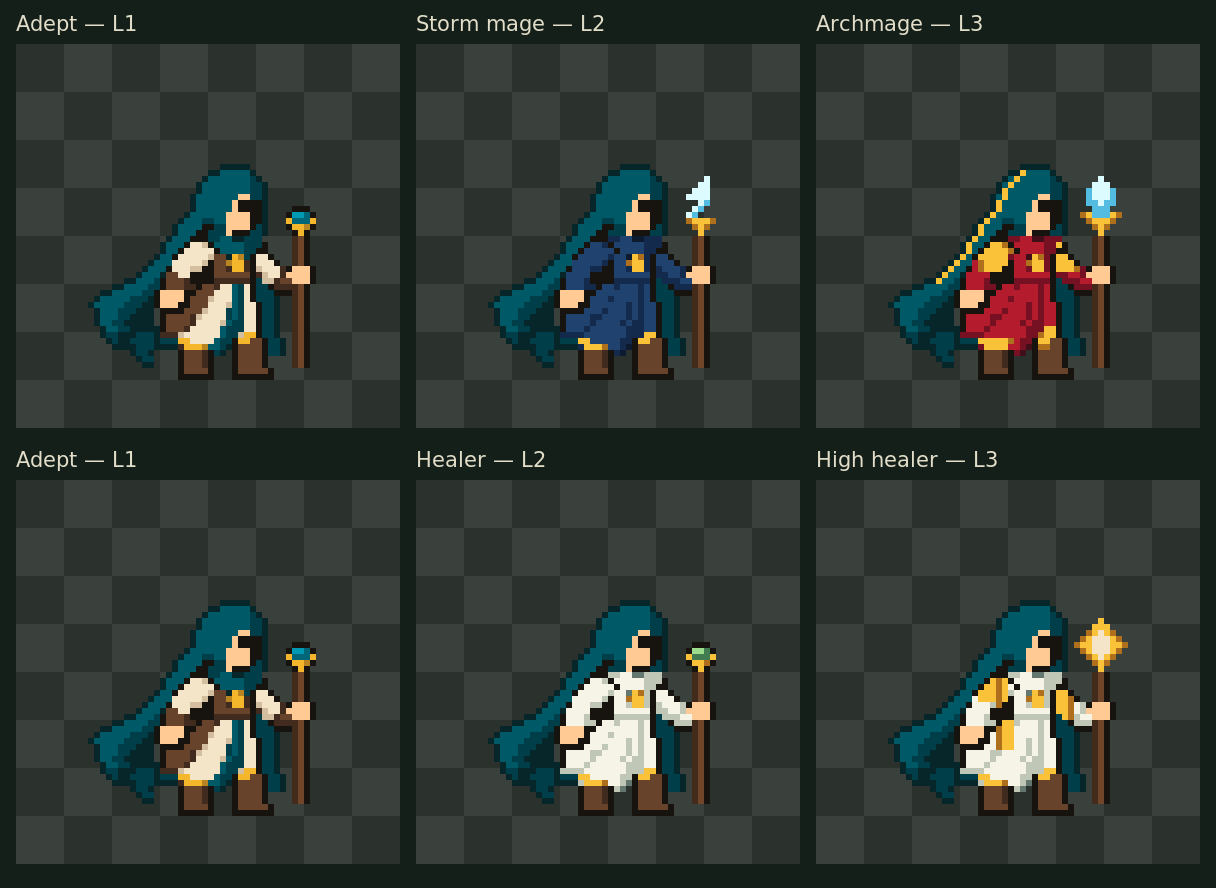 Adept — L1
Storm mage — L2
Archmage — L3
Adept — L1
Healer — L2
High healer — L3